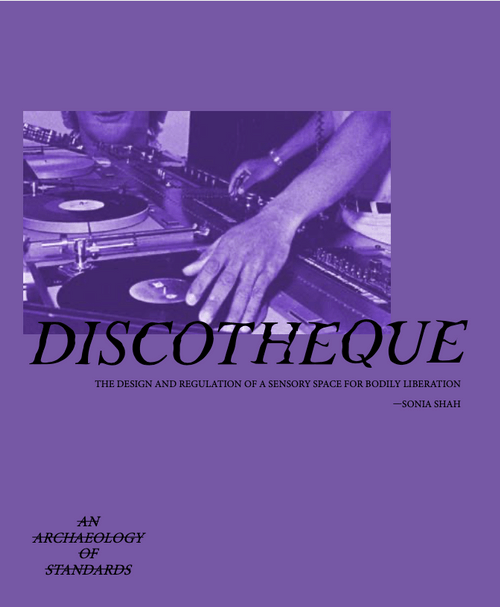 DISCOTHEQUE
THE DESIGN AND REGULATION OF A SENSORY SPACE FOR BODILY LIBERATION
—SONIA SHAH
AN
ARCHAEOLOGY
OF
STANDARDS